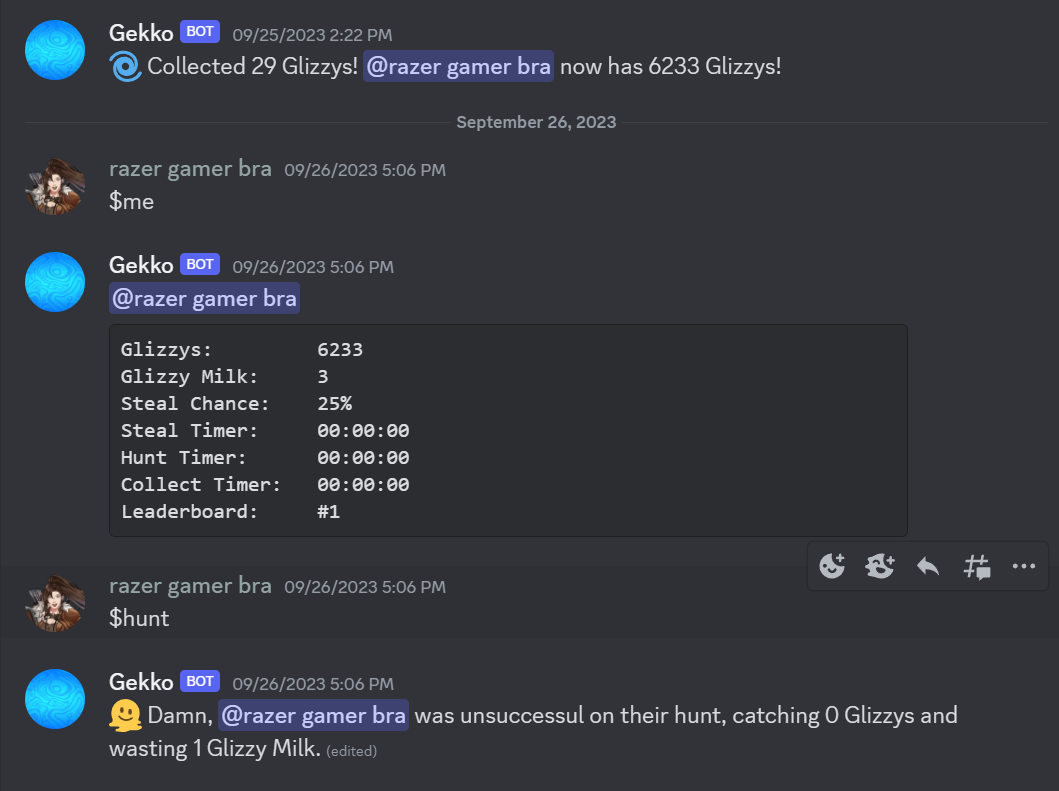 Gekko BOT 09/25/2023 2:22 PM
Collected 29 Glizzys! @razer gamer bra now has 6233 Glizzys!
September 26, 2023
razer gamer bra 09/26/2023 5:06 PM
$me
Gekko BOT 09/26/2023 5:06 PM
@razer gamer bra
Glizzys: 6233
Glizzy Milk: 3
Steal Chance: 25%
Steal Timer: 00:00:00
Hunt Timer: 00:00:00
Collect Timer: 00:00:00
Leaderboard: #1
razer gamer bra 09/26/2023 5:06 PM
$hunt
Gekko BOT 09/26/2023 5:06 PM
Damn, @razer gamer bra was unsuccessul on their hunt, catching 0 Glizzys and
wasting 1 Glizzy Milk. (edited)